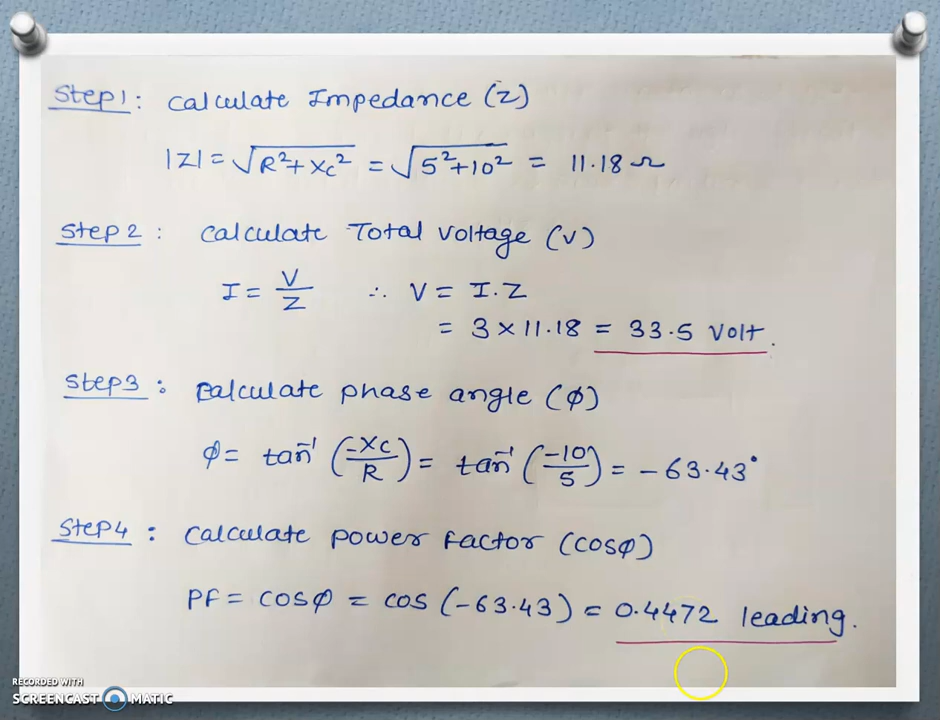 Step1: Calculate Impedance (Z)
|Z| = √R²+Xc² = √5²+10² = 11.18 Ω
Step2: Calculate Total Voltage (V)
I = V/Z ∴ V = I.Z
= 3 × 11.18 = 33.5 Volt.
Step3: Calculate phase angle (φ)
φ = tan⁻¹ (-Xc/R) = tan⁻¹ (-10/5) = -63.43°
Step4: Calculate power factor (cosφ)
PF = cosφ = cos (-63.43) = 0.4472 leading.
RECORDED WITH
SCREENCAST MATIC